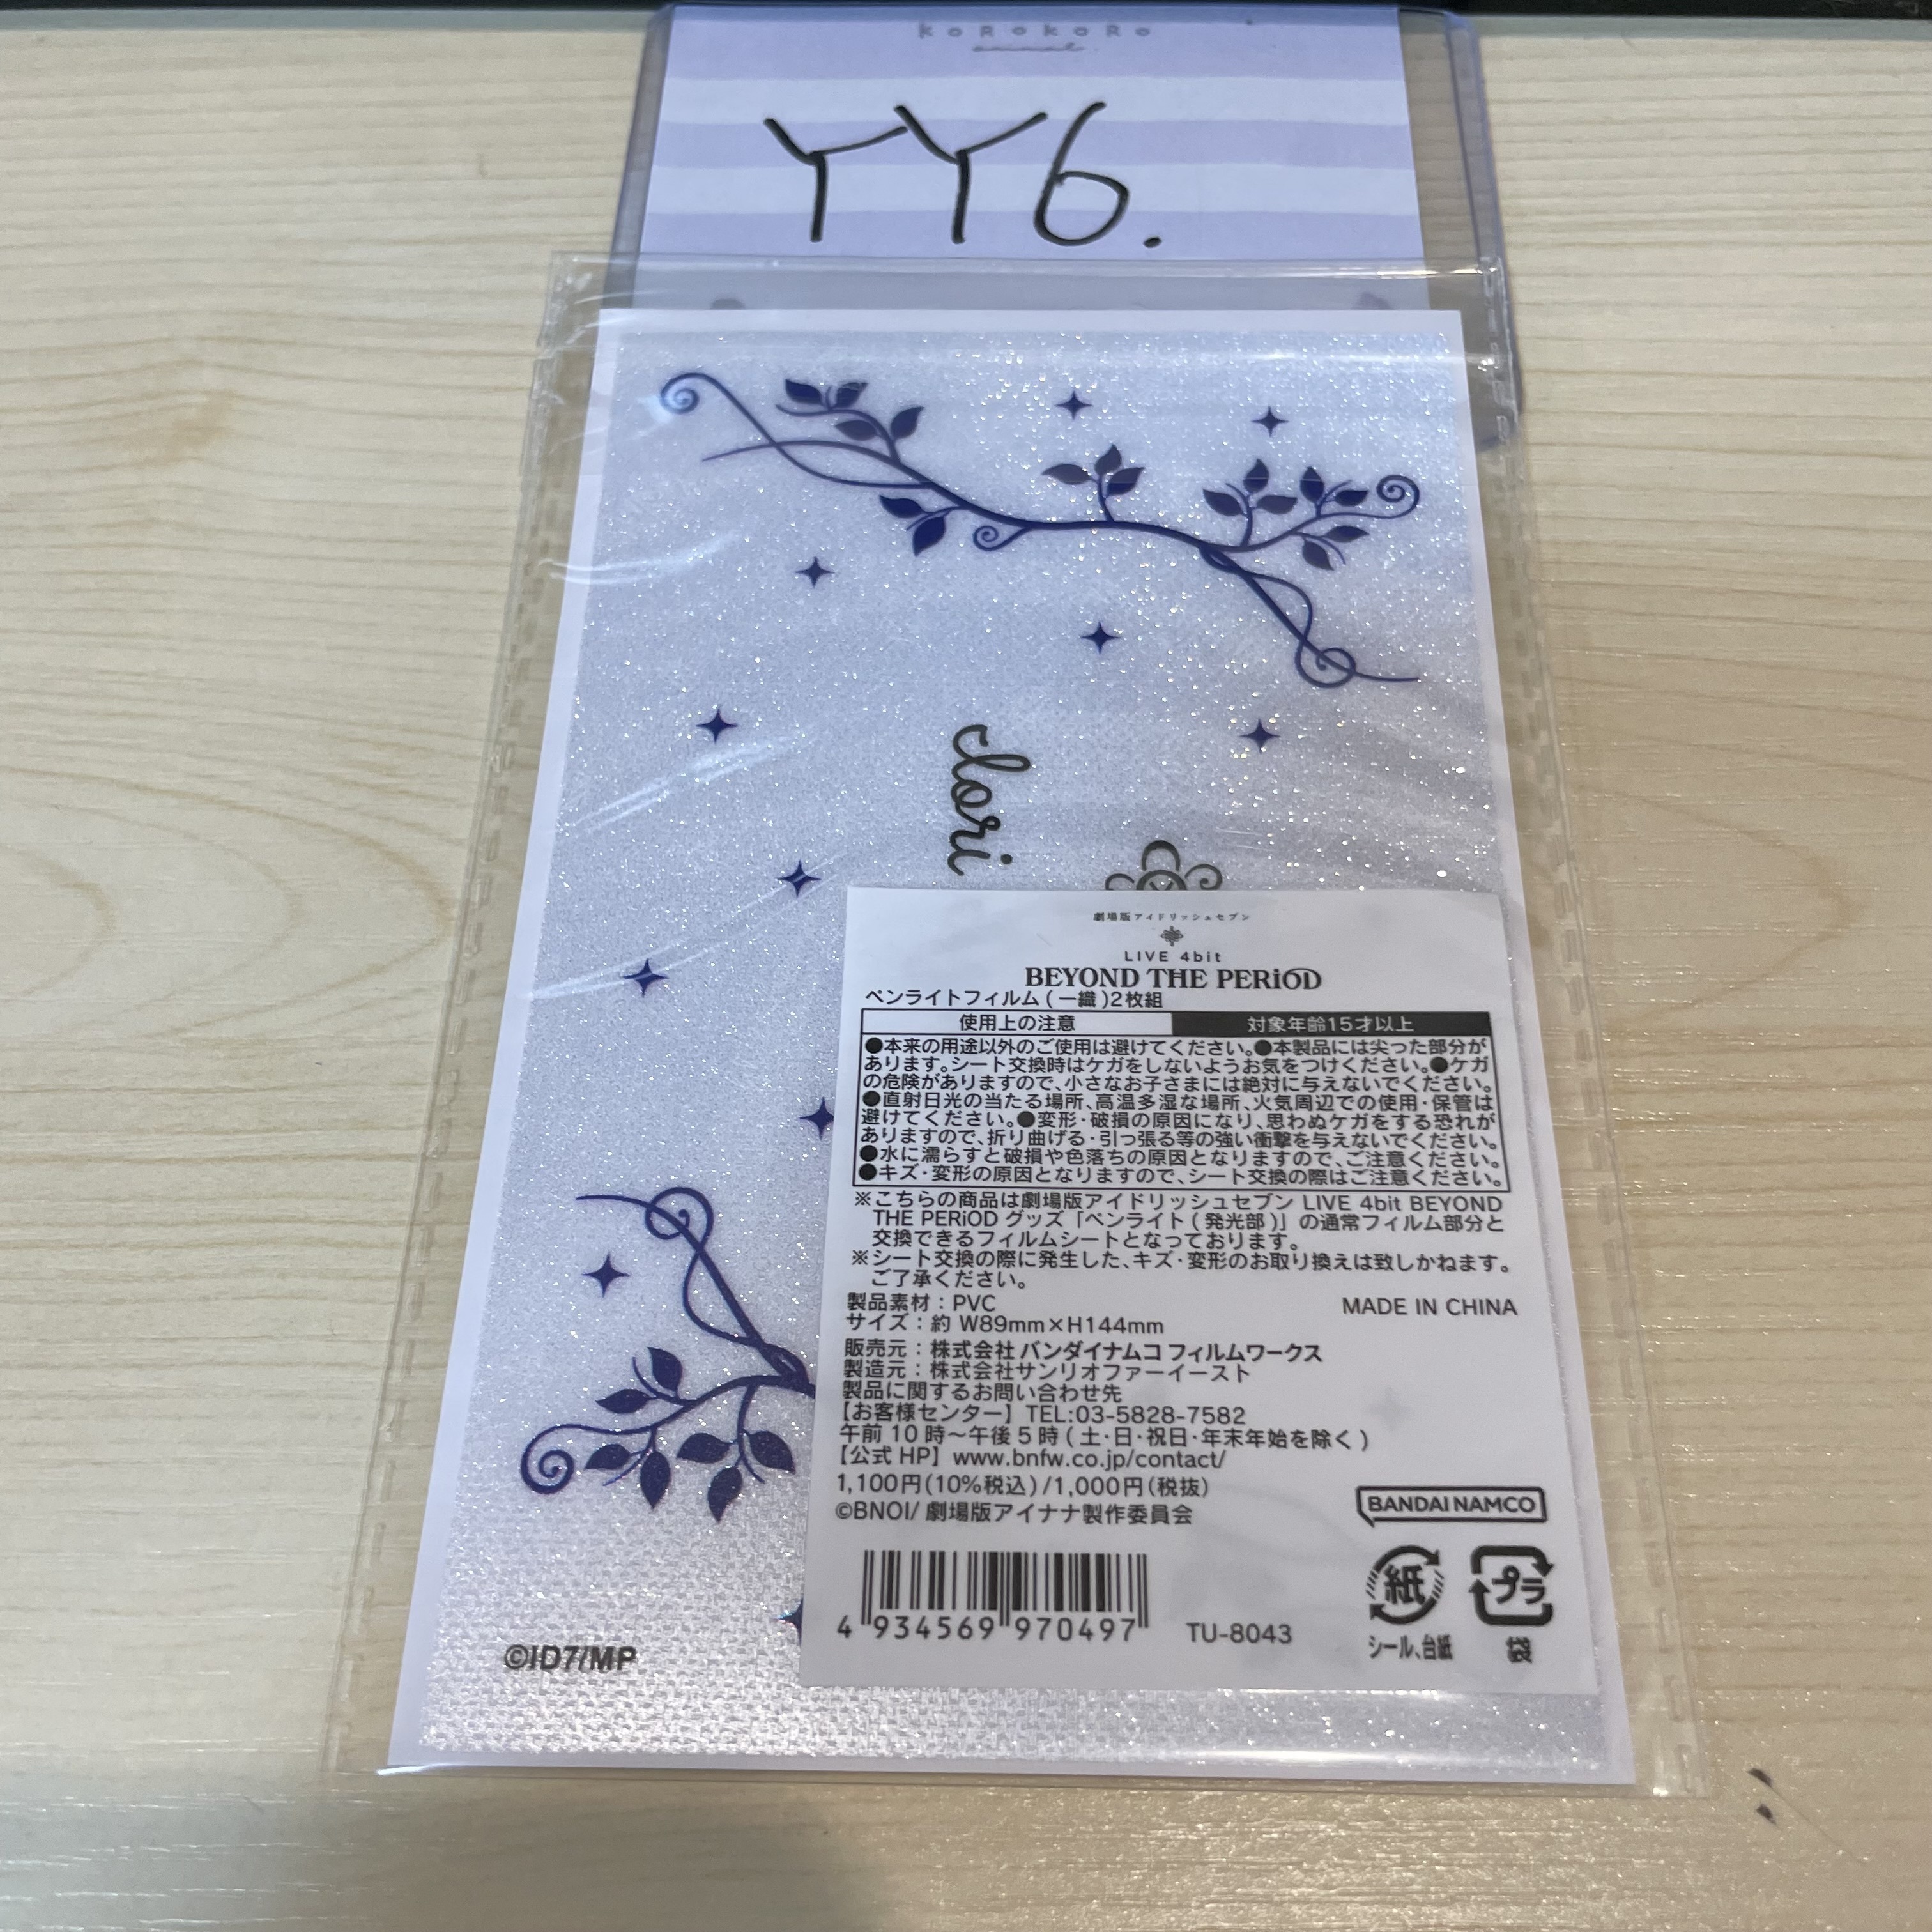 KoRoKoRo
YY6.
clori
劇場版アイドリッシュセブン
LIVE 4bit
BEYOND THE PERiOD
ペンライトフィルム(一織)2枚組
使用上の注意
対象年齢15才以上
●本来の用途以外のご使用は避けてください。●本製品には尖った部分が
あります。シート交換時はケガをしないようお気をつけください。●ケガ
の危険がありますので、小さなお子さまには絶対に与えないでください。
●直射日光の当たる場所、高温多湿な場所、火気周辺での使用・保管は
避けてください。●変形・破損の原因になり、思わぬケガをする恐れが
ありますので、折り曲げる・引っ張る等の強い衝撃を与えないでください。
●水に濡らすと破損や色落ちの原因となりますので、ご注意ください。
●キズ・変形の原因となりますので、シート交換の際はご注意ください。
※こちらの商品は劇場版アイドリッシュセブン LIVE 4bit BEYOND
THE PERiOD グッズ「ペンライト(発光部)」の通常フィルム部分と
交換できるフィルムシートとなっております。
※シート交換の際に発生した、キズ・変形のお取り換えは致しかねます。
ご了承ください。
製品素材：PVC
MADE IN CHINA
サイズ：約 W89mm×H144mm
販売元：株式会社 バンダイナムコ フィルムワークス
製造元：株式会社サンリオファーイースト
製品に関するお問い合わせ先
【お客様センター】TEL:03-5828-7582
午前10時～午後5時(土・日・祝日・年末年始を除く)
【公式HP】www.bnfw.co.jp/contact/
1,100円(10%税込)/1,000円(税抜)
©BNOI/劇場版アイナナ製作委員会
BANDAI NAMCO
4 934569 970497
TU-8043
紙
プラ
シール、台紙
袋
©ID7/MP